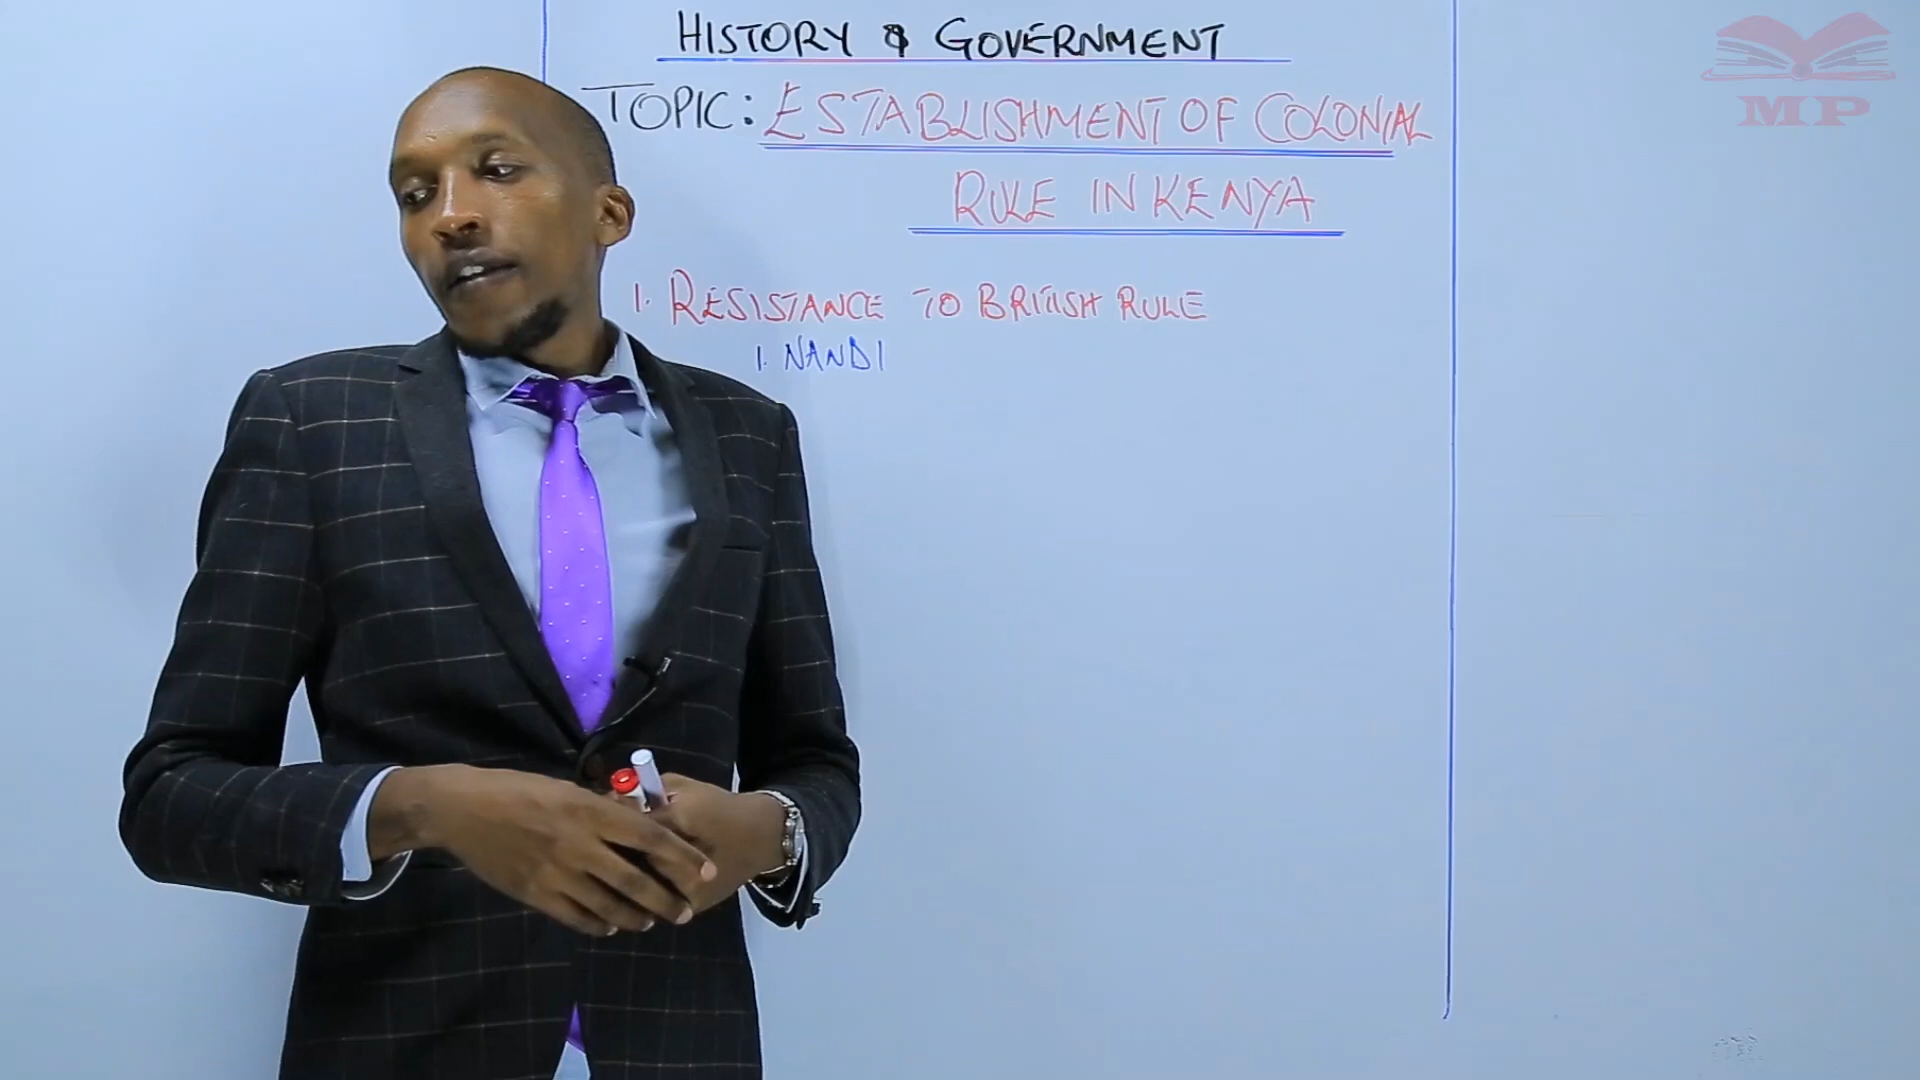 HISTORY & GOVERNMENT
TOPIC: ESTABLISHMENT OF COLONIAL
RULE IN KENYA
1. RESISTANCE TO BRITISH RULE
1. NANDI
MP